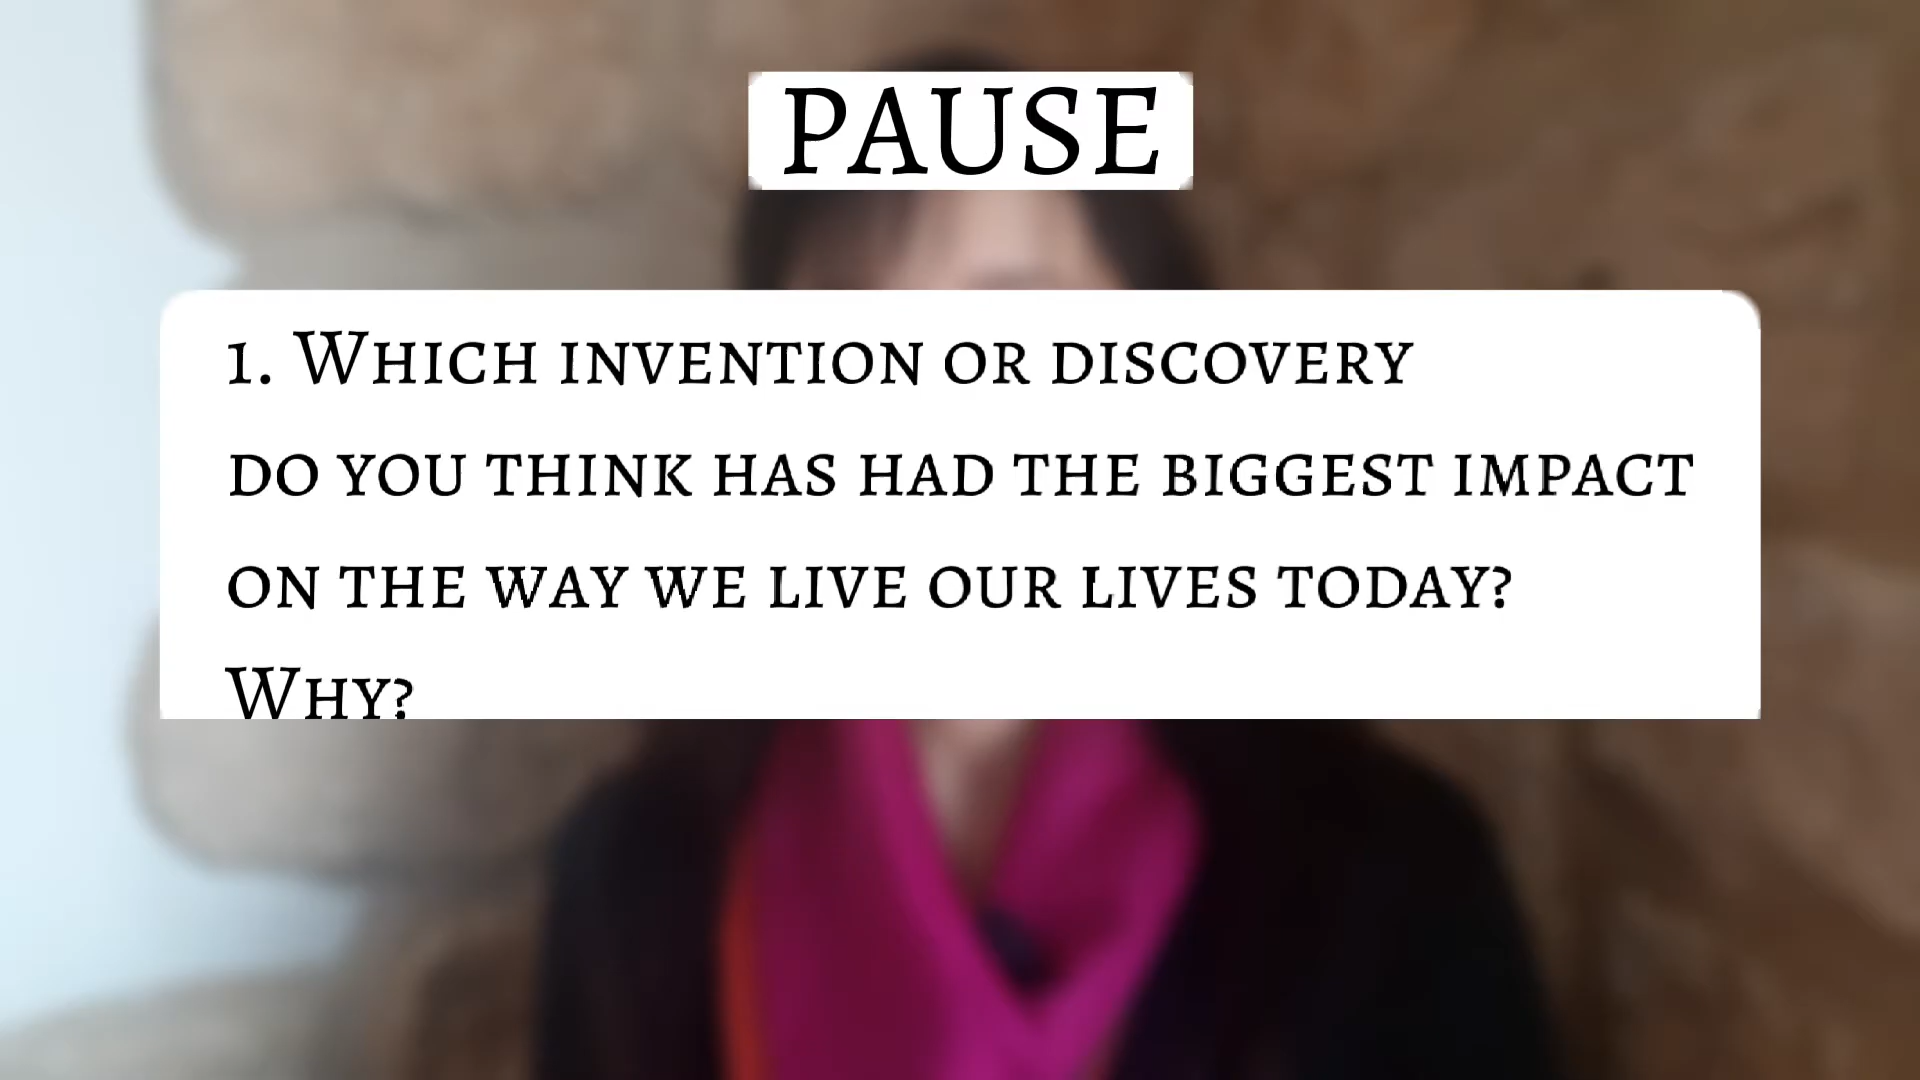 PAUSE
1. Which invention or discovery
do you think has had the biggest impact
on the way we live our lives today?
Why?